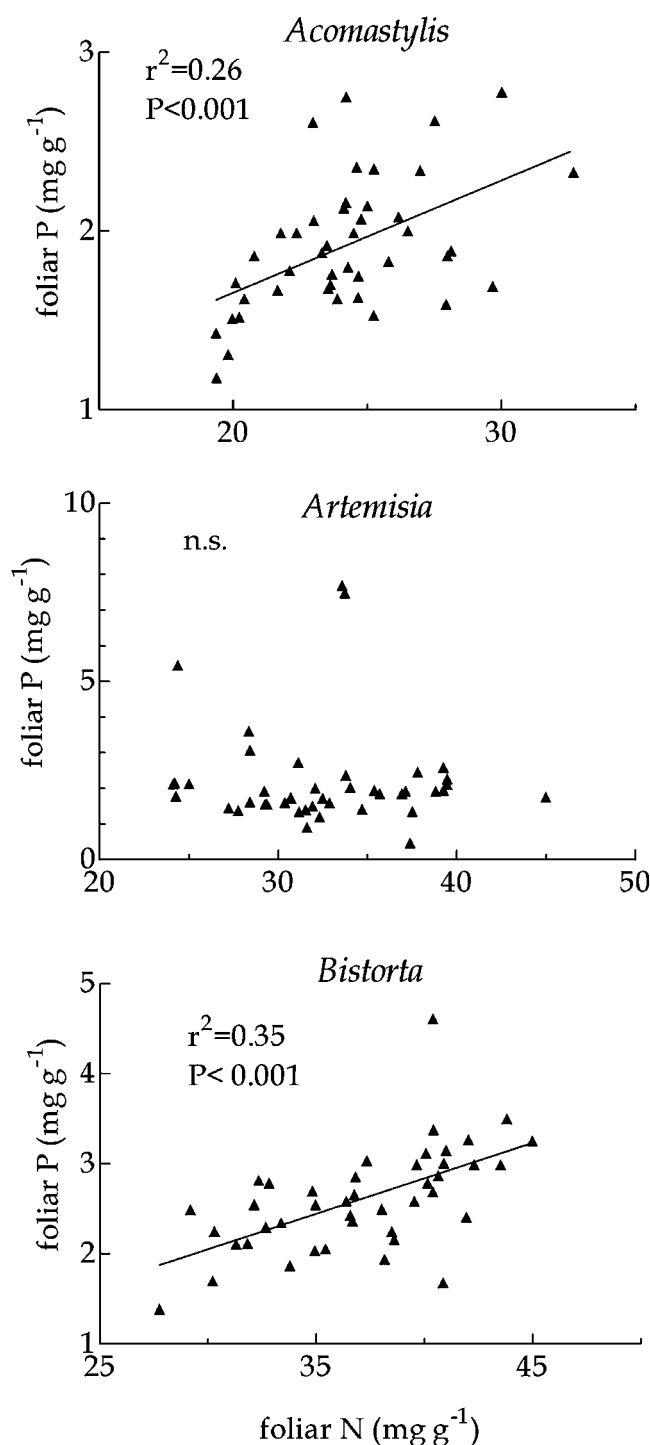 Acomastylis
r²=0.26
P<0.001
foliar P (mg g⁻¹)
3
2
1
20 30
Artemisia
n.s.
foliar P (mg g⁻¹)
10
5
0
20 30 40 50
Bistorta
r²=0.35
P< 0.001
foliar P (mg g⁻¹)
5
4
3
2
1
25 35 45
foliar N (mg g⁻¹)